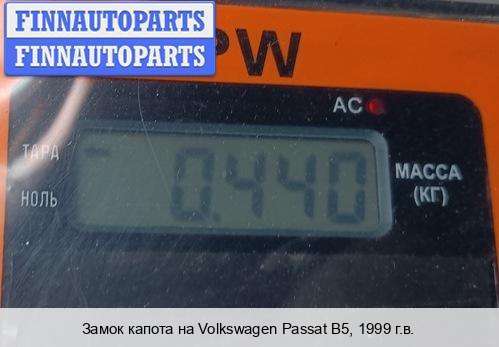 FINNAUTOPARTS
FINNAUTOPARTS
PW
AC
ТАРА
0.440
МАССА
(КГ)
НОЛЬ
Замок капота на Volkswagen Passat B5, 1999 г.в.